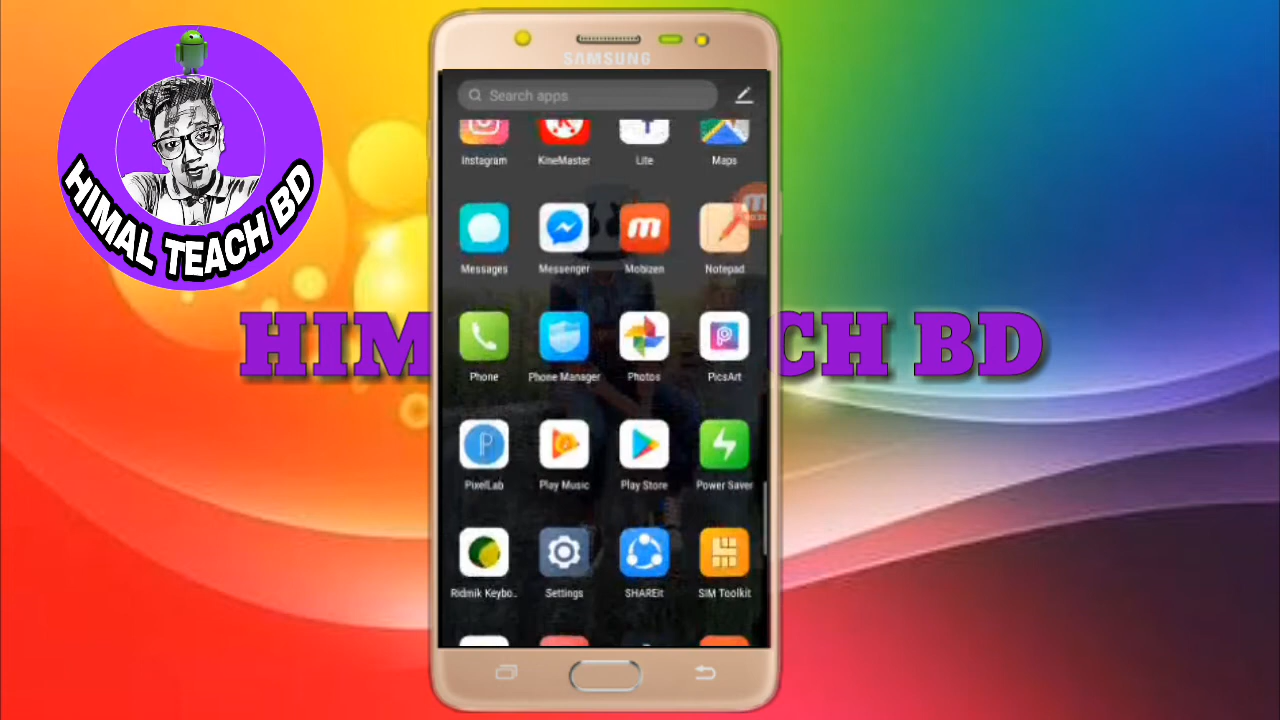 SAMSUNG
Search apps
Instagram KineMaster Lite Maps
HIMAL TEACH BD
Messages Messenger Mobizen Notepad
HIM CH BD
Phone Phone Manager Photos PicsArt
PixelLab Play Music Play Store Power Saver
Ridmik Keybo.. Settings SHAREit SIM Toolkit